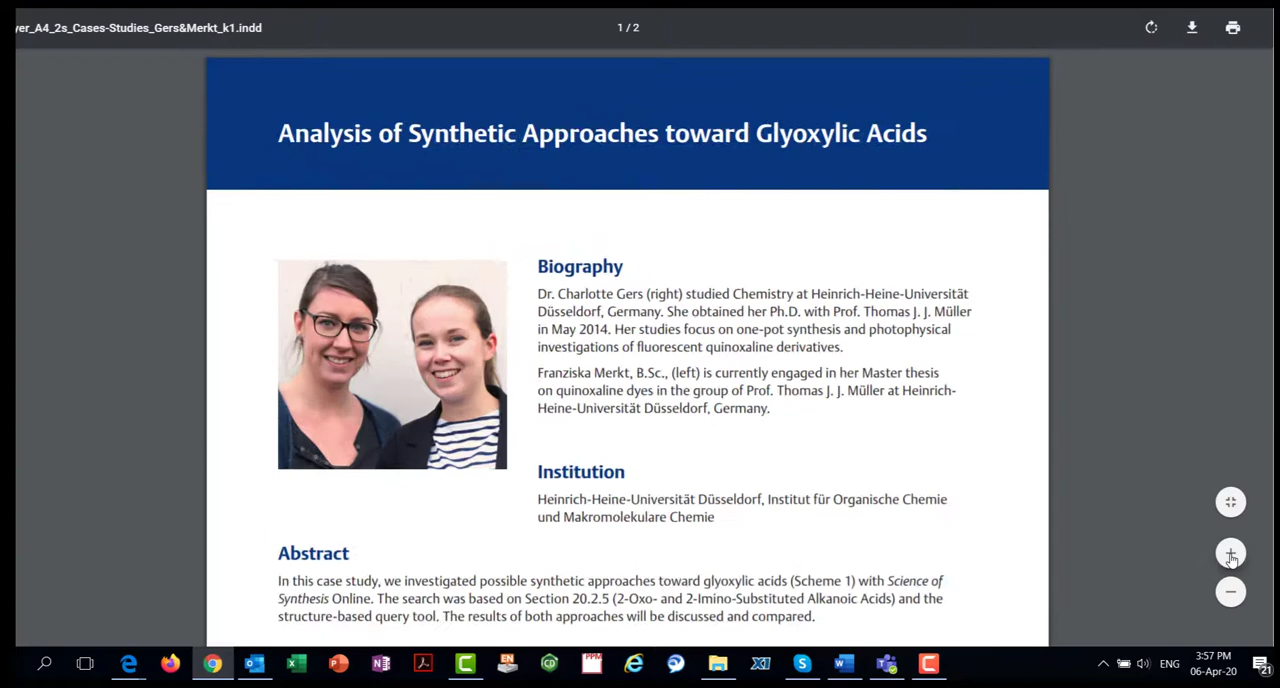 yer_A4_2s_Cases-Studies_Gers&Merkt_k1.indd
1 / 2
Analysis of Synthetic Approaches toward Glyoxylic Acids
Biography
Dr. Charlotte Gers (right) studied Chemistry at Heinrich-Heine-Universität
Düsseldorf, Germany. She obtained her Ph.D. with Prof. Thomas J. J. Müller
in May 2014. Her studies focus on one-pot synthesis and photophysical
investigations of fluorescent quinoxaline derivatives.
Franziska Merkt, B.Sc., (left) is currently engaged in her Master thesis
on quinoxaline dyes in the group of Prof. Thomas J. J. Müller at Heinrich-
Heine-Universität Düsseldorf, Germany.
Institution
Heinrich-Heine-Universität Düsseldorf, Institut für Organische Chemie
und Makromolekulare Chemie
Abstract
In this case study, we investigated possible synthetic approaches toward glyoxylic acids (Scheme 1) with Science of
Synthesis Online. The search was based on Section 20.2.5 (2-Oxo- and 2-Imino-Substituted Alkanoic Acids) and the
structure-based query tool. The results of both approaches will be discussed and compared.
ENG
3:57 PM
06-Apr-20
21